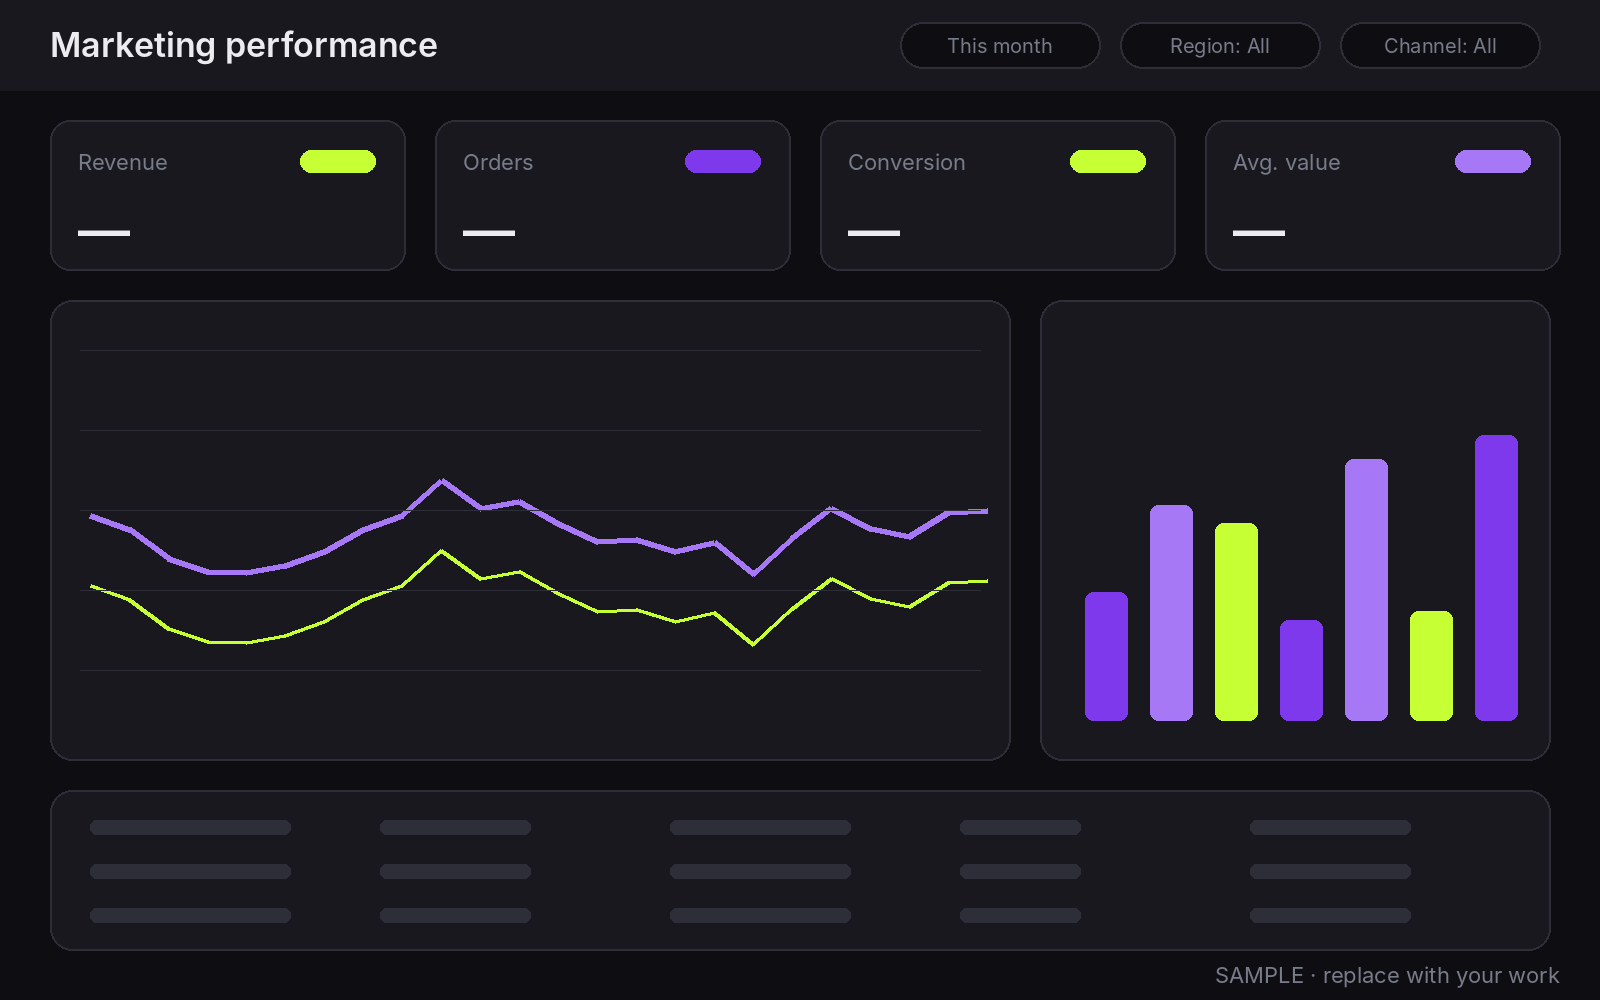 Marketing performance
This month
Region: All
Channel: All
Revenue
Orders
Conversion
Avg. value
—
—
—
—
SAMPLE · replace with your work